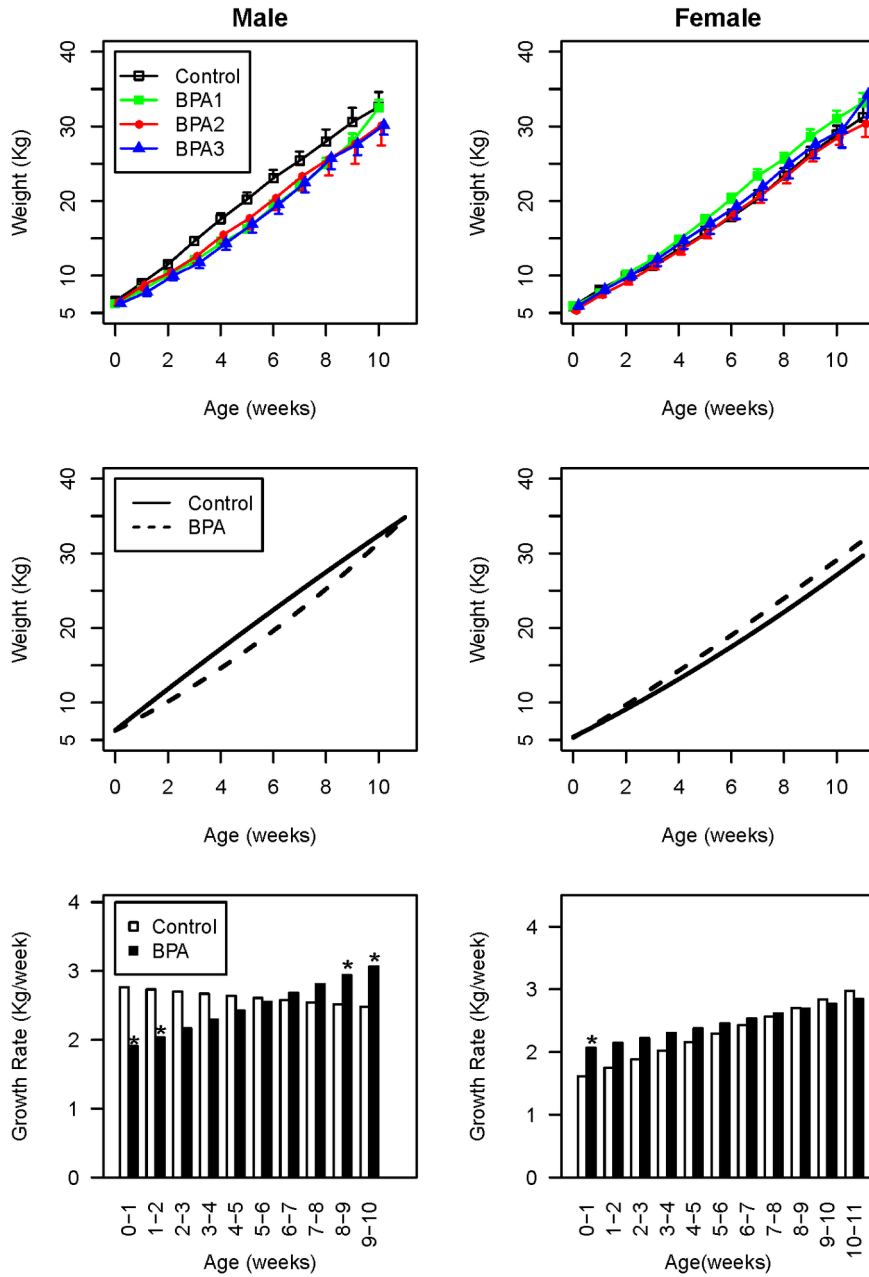 Male
Female
Weight (Kg)
40
30
20
10
5
Control
BPA1
BPA2
BPA3
0 2 4 6 8 10
Age (weeks)
Weight (Kg)
40
30
20
10
5
0 2 4 6 8 10
Age (weeks)
Weight (Kg)
40
30
20
10
5
Control
BPA
0 2 4 6 8 10
Age (weeks)
Weight (Kg)
40
30
20
10
5
0 2 4 6 8 10
Age (weeks)
Growth Rate (Kg/week)
4
3
2
1
0
Control
BPA
* * * *
0-1 1-2 2-3 3-4 4-5 5-6 6-7 7-8 8-9 9-10
Age (weeks)
Growth Rate (Kg/week)
4
3
2
1
0
*
0-1 1-2 2-3 3-4 4-5 5-6 6-7 7-8 8-9 9-10 10-11
Age(weeks)